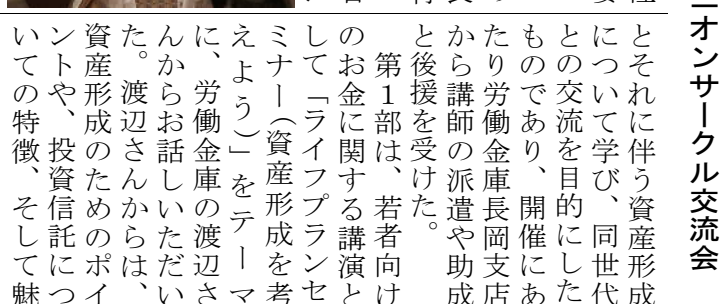 ニオンサークル交流会
とそれに伴う資産形成
について学び、同世代
との交流を目的にした
ものであり、開催にあ
たり労働金庫長岡支店
から講師の派遣や助成
と後援を受けた。
　第１部は、若者向け
のお金に関する講演と
して「ライフプランセ
ミナー（資産形成を考
えよう）」をテーマ
に、労働金庫の渡辺さ
んからお話しいただい
た。渡辺さんからは、
資産形成のためのポイ
ントや、投資信託につ
いての特徴、そして魅